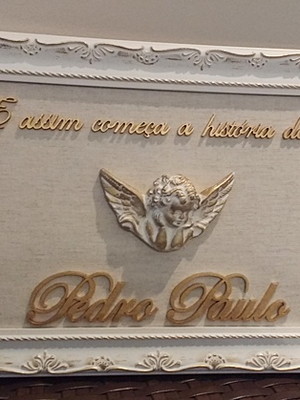 E assim começa a história d
Pedro Paulo